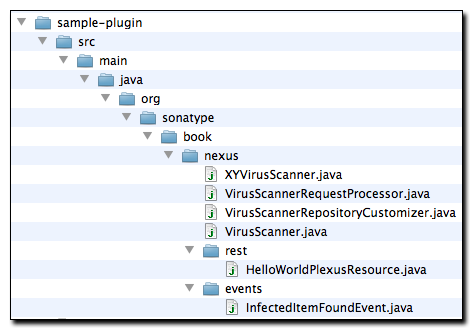 sample-plugin
src
main
java
org
sonatype
book
nexus
XYVirusScanner.java
VirusScannerRequestProcessor.java
VirusScannerRepositoryCustomizer.java
VirusScanner.java
rest
HelloWorldPlexusResource.java
events
InfectedItemFoundEvent.java